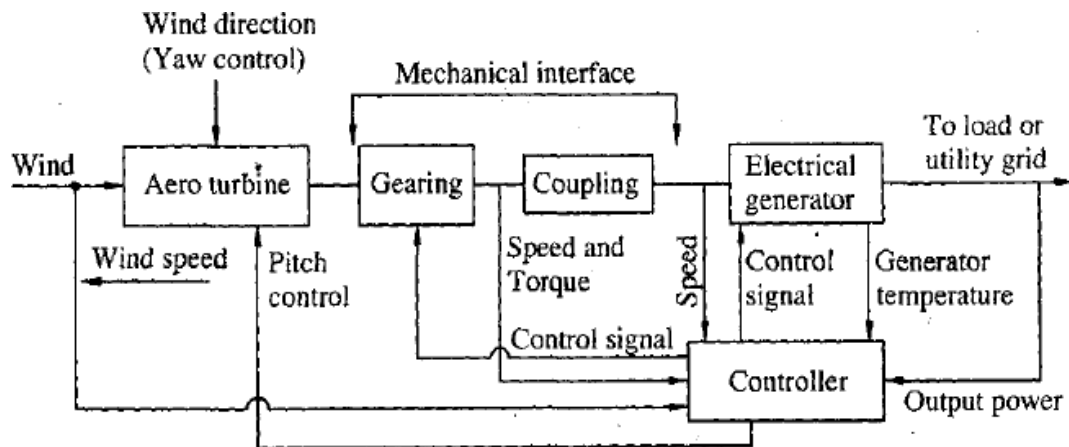 Wind direction
(Yaw control)
Mechanical interface
To load or
utility grid
Wind
Aero turbine
Gearing
Coupling
Electrical
generator
Wind speed
Pitch
control
Speed and
Torque
Speed
Control
signal
Generator
temperature
Control signal
Controller
Output power